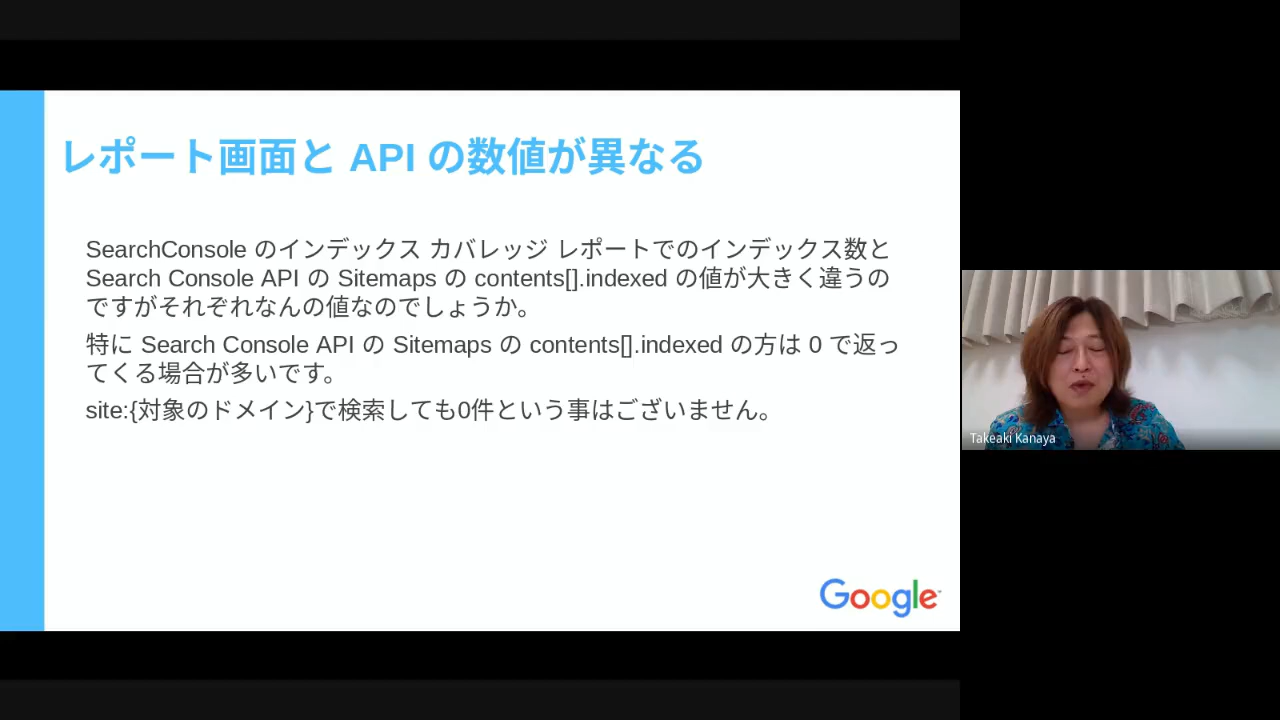 レポート画面と API の数値が異なる
SearchConsole のインデックス カバレッジ レポートでのインデックス数と
Search Console API の Sitemaps の contents[].indexed の値が大きく違うの
ですがそれぞれなんの値なのでしょうか。
特に Search Console API の Sitemaps の contents[].indexed の方は 0 で返っ
てくる場合が多いです。
site:{対象のドメイン}で検索しても0件という事はございません。
Takeaki Kanaya
Google